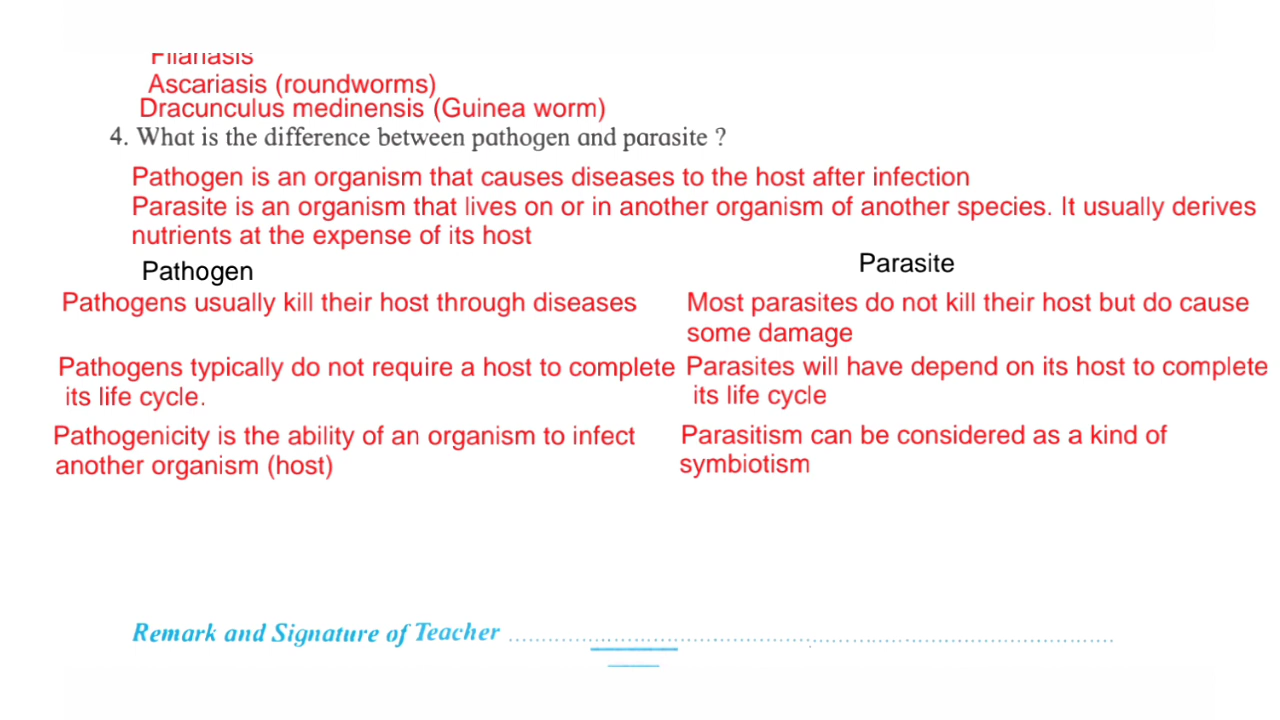 Filariasis
Ascariasis (roundworms)
Dracunculus medinensis (Guinea worm)
4. What is the difference between pathogen and parasite ?
Pathogen is an organism that causes diseases to the host after infection
Parasite is an organism that lives on or in another organism of another species. It usually derives
nutrients at the expense of its host
Pathogen
Parasite
Pathogens usually kill their host through diseases
Most parasites do not kill their host but do cause
some damage
Pathogens typically do not require a host to complete
its life cycle.
Parasites will have depend on its host to complete
its life cycle
Pathogenicity is the ability of an organism to infect
another organism (host)
Parasitism can be considered as a kind of
symbiotism
Remark and Signature of Teacher ........................................